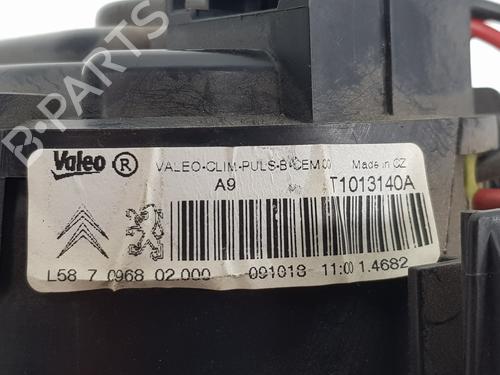 B-PARTS
Valeo ® VALEO-CLIM-PULS-B-CEM 00 Made in CZ
A9 T1013140A
L58 7 0968 02.000 091018 11:00 1.4682